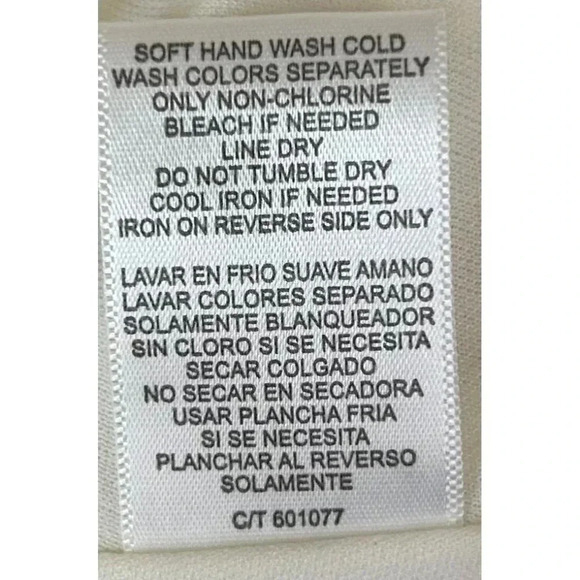 SOFT HAND WASH COLD
WASH COLORS SEPARATELY
ONLY NON-CHLORINE
BLEACH IF NEEDED
LINE DRY
DO NOT TUMBLE DRY
COOL IRON IF NEEDED
IRON ON REVERSE SIDE ONLY
LAVAR EN FRIO SUAVE AMANO
LAVAR COLORES SEPARADO
SOLAMENTE BLANQUEADOR
SIN CLORO SI SE NECESITA
SECAR COLGADO
NO SECAR EN SECADORA
USAR PLANCHA FRIA
SI SE NECESITA
PLANCHAR AL REVERSO
SOLAMENTE
C/T 601077